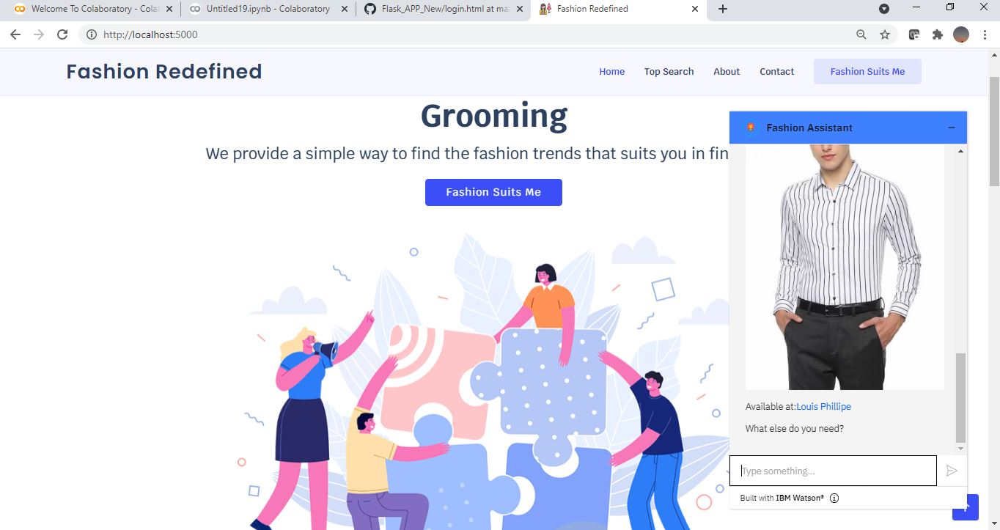 Welcome To Colaboratory - Colab
Untitled19.ipynb - Colaboratory
Flask_APP_New/login.html at mai
Fashion Redefined
http://localhost:5000
Fashion Redefined
Home
Top Search
About
Contact
Fashion Suits Me
Grooming
We provide a simple way to find the fashion trends that suits you in fin
Fashion Suits Me
Fashion Assistant
Available at:Louis Phillipe
What else do you need?
Type something...
Built with IBM Watson®